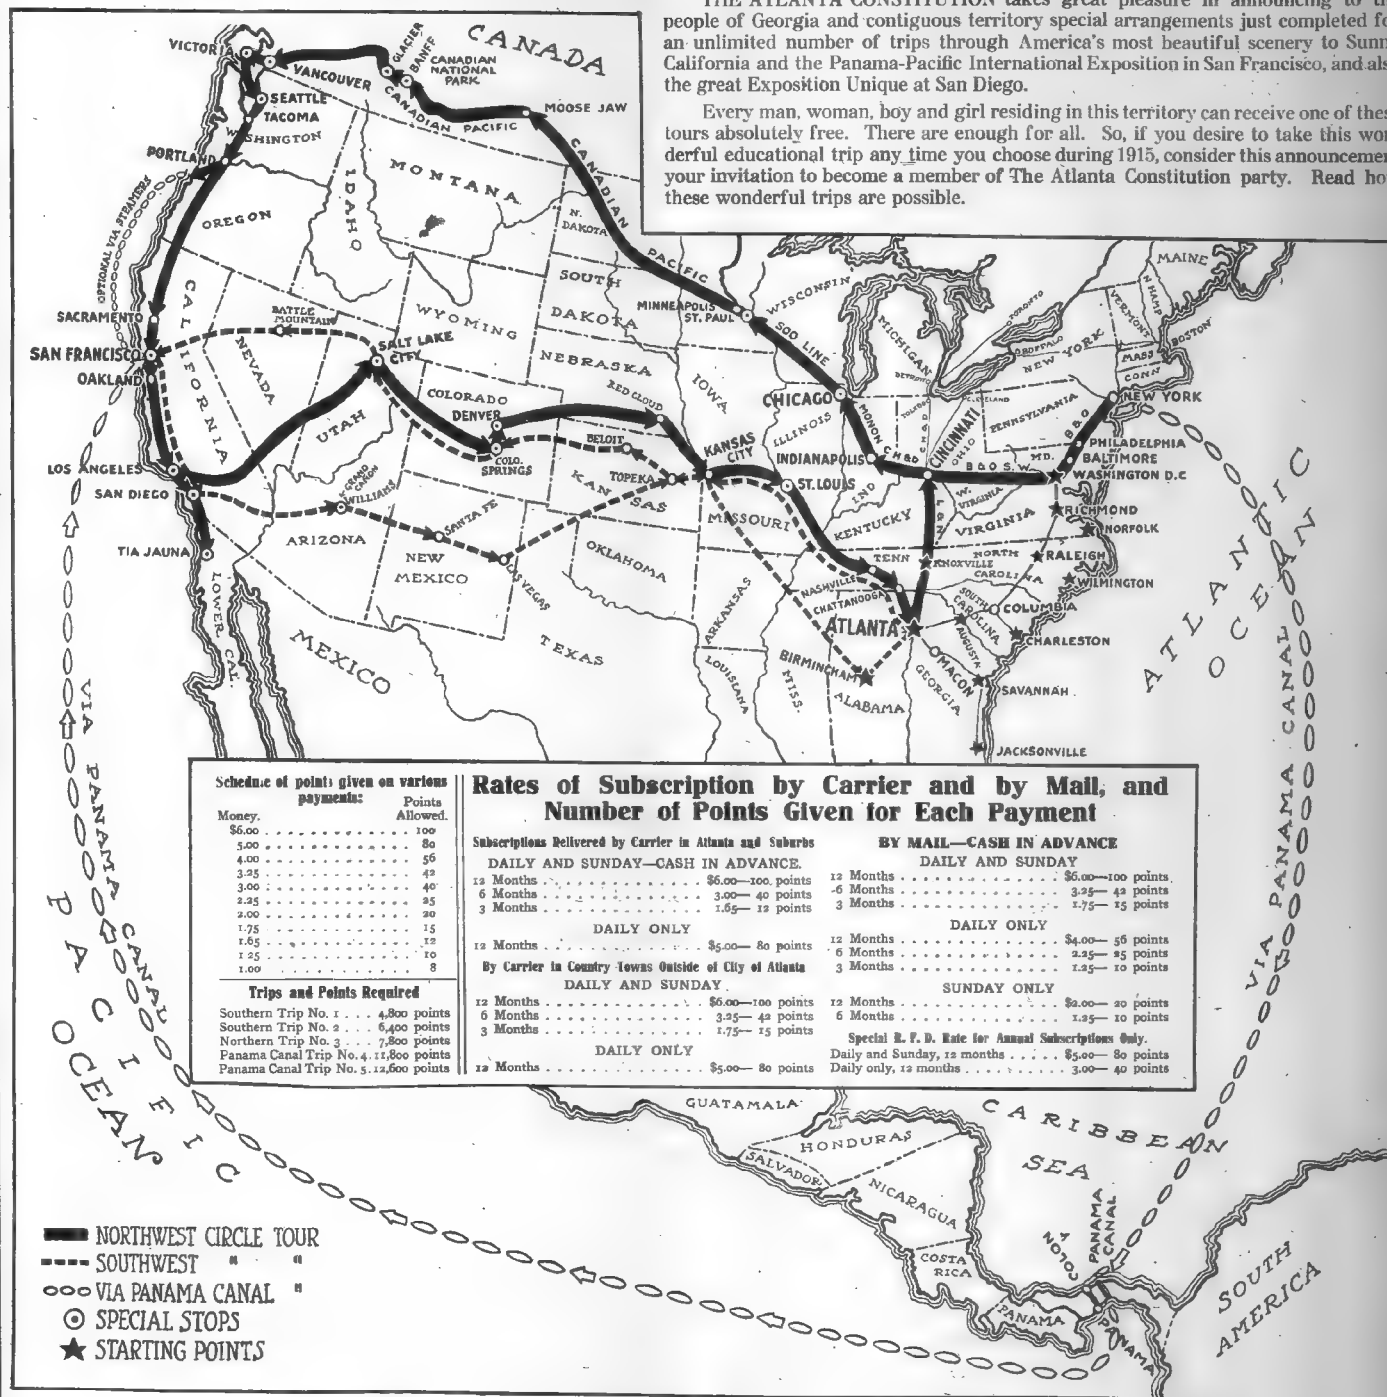 THE ATLANTA CONSTITUTION takes great pleasure in announcing to
people of Georgia and contiguous territory special arrangements just completed
an unlimited number of trips through America's most beautiful scenery to
California and the Panama-Pacific International Exposition in San Francisco, and
the great Exposition Unique at San Diego.
Every man, woman, boy and girl residing in this territory can receive one of
tours absolutely free. There are enough for all. So, if you desire to take this
derful educational trip any time you choose during 1915, consider this
your invitation to become a member of The Atlanta Constitution party. Read
these wonderful trips are possible.
CANADA
VICTORIA
VANCOUVER
GLACIER
BANFF
CANADIAN
NATIONAL
PARK
CANADIAN PACIFIC
MOOSE JAW
SEATTLE
TACOMA
WASHINGTON
PORTLAND
OREGON
IDAHO
MONTANA
CANADIAN PACIFIC
N.
DAKOTA
SOUTH
DAKOTA
OPTIONAL VIA STEAMERS
SACRAMENTO
SAN FRANCISCO
OAKLAND
CALIFORNIA
NEVADA
BATTLE
MOUNTAIN
WYOMING
SALT LAKE
CITY
UTAH
COLORADO
DENVER
COLO.
SPRINGS
NEBRASKA
RED CLOUD
BELOIT
TOPEKA
KANSAS
KANSAS
CITY
IOWA
MINNEAPOLIS
ST. PAUL
WISCONSIN
SOO LINE
MICHIGAN
CHICAGO
ILLINOIS
MONON
INDIANAPOLIS
IND
CH&D
CH&D
TOLEDO
DETROIT
CLEVELAND
CINCINNATI
OHIO
PENNSYLVANIA
TORONTO
BUFFALO
NEW YORK
MAINE
VERMONT
N. HAMP
BOSTON
MASS
CONN
NEW YORK
B&O
PHILADELPHIA
BALTIMORE
MD.
WASHINGTON D.C
B&O S.W.
W.
VIRGINIA
VIRGINIA
RICHMOND
NORFOLK
LOS ANGELES
SAN DIEGO
TIA JAUNA
LOWER CAL.
GRAND
CANON
WILLIAMS
ARIZONA
SANTA FE
NEW
MEXICO
LAS VEGAS
OKLAHOMA
TEXAS
MEXICO
ST. LOUIS
MISSOURI
KENTUCKY
TENN
L&N
KNOXVILLE
NASHVILLE
CHATTANOOGA
NORTH
CAROLINA
RALEIGH
WILMINGTON
SOUTH
CAROLINA
COLUMBIA
CHARLESTON
ARKANSAS
ATLANTA
AUGUSTA
BIRMINGHAM
MACON
GEORGIA
SAVANNAH
LOUISIANA
MISS.
ALABAMA
JACKSONVILLE
ATLANTIC
OCEAN
VIA PANAMA CANAL
VIA PANAMA CANAL
PACIFIC
OCEAN
PACIFIC
Schedule of points given on various
payments:
Money. Points Allowed.
$6.00 . . . 100
5.00 . . . 80
4.00 . . . 56
3.25 . . . 42
3.00 . . . 40
2.25 . . . 25
2.00 . . . 20
1.75 . . . 15
1.65 . . . 12
1 25 . . . 10
1.00 . . . 8
Trips and Points Required
Southern Trip No. 1 . . . 4,800 points
Southern Trip No. 2 . . . 6,400 points
Northern Trip No. 3 . . . 7,800 points
Panama Canal Trip No. 4. 11,800 points
Panama Canal Trip No. 5. 12,600 points
Rates of Subscription by Carrier and by Mail, and
Number of Points Given for Each Payment
Subscriptions Delivered by Carrier in Atlanta and Suburbs
DAILY AND SUNDAY—CASH IN ADVANCE.
12 Months . . . $6.00—100 points
6 Months . . . 3.00— 40 points
3 Months . . . 1.65— 12 points
DAILY ONLY
12 Months . . . $5.00— 80 points
By Carrier in Country Towns Outside of City of Atlanta
DAILY AND SUNDAY
12 Months . . . $6.00—100 points
6 Months . . . 3.25— 42 points
3 Months . . . 1.75— 15 points
DAILY ONLY
12 Months . . . $5.00— 80 points
BY MAIL—CASH IN ADVANCE
DAILY AND SUNDAY
12 Months . . . $6.00—100 points
6 Months . . . 3.25— 42 points
3 Months . . . 1.75— 15 points
DAILY ONLY
12 Months . . . $4.00— 56 points
6 Months . . . 2.25— 25 points
3 Months . . . 1.25— 10 points
SUNDAY ONLY
12 Months . . . $2.00— 20 points
6 Months . . . 1.25— 10 points
Special R. F. D. Rate for Annual Subscriptions Only.
Daily and Sunday, 12 months . . . $5.00— 80 points
Daily only, 12 months . . . 3.00— 40 points
GUATAMALA
HONDURAS
SALVADOR
NICARAGUA
COSTA
RICA
PANAMA
CARIBBEAN
SEA
COLON
PANAMA
CANAL
PANAMA
SOUTH
AMERICA
NORTHWEST CIRCLE TOUR
SOUTHWEST " "
VIA PANAMA CANAL "
SPECIAL STOPS
STARTING POINTS